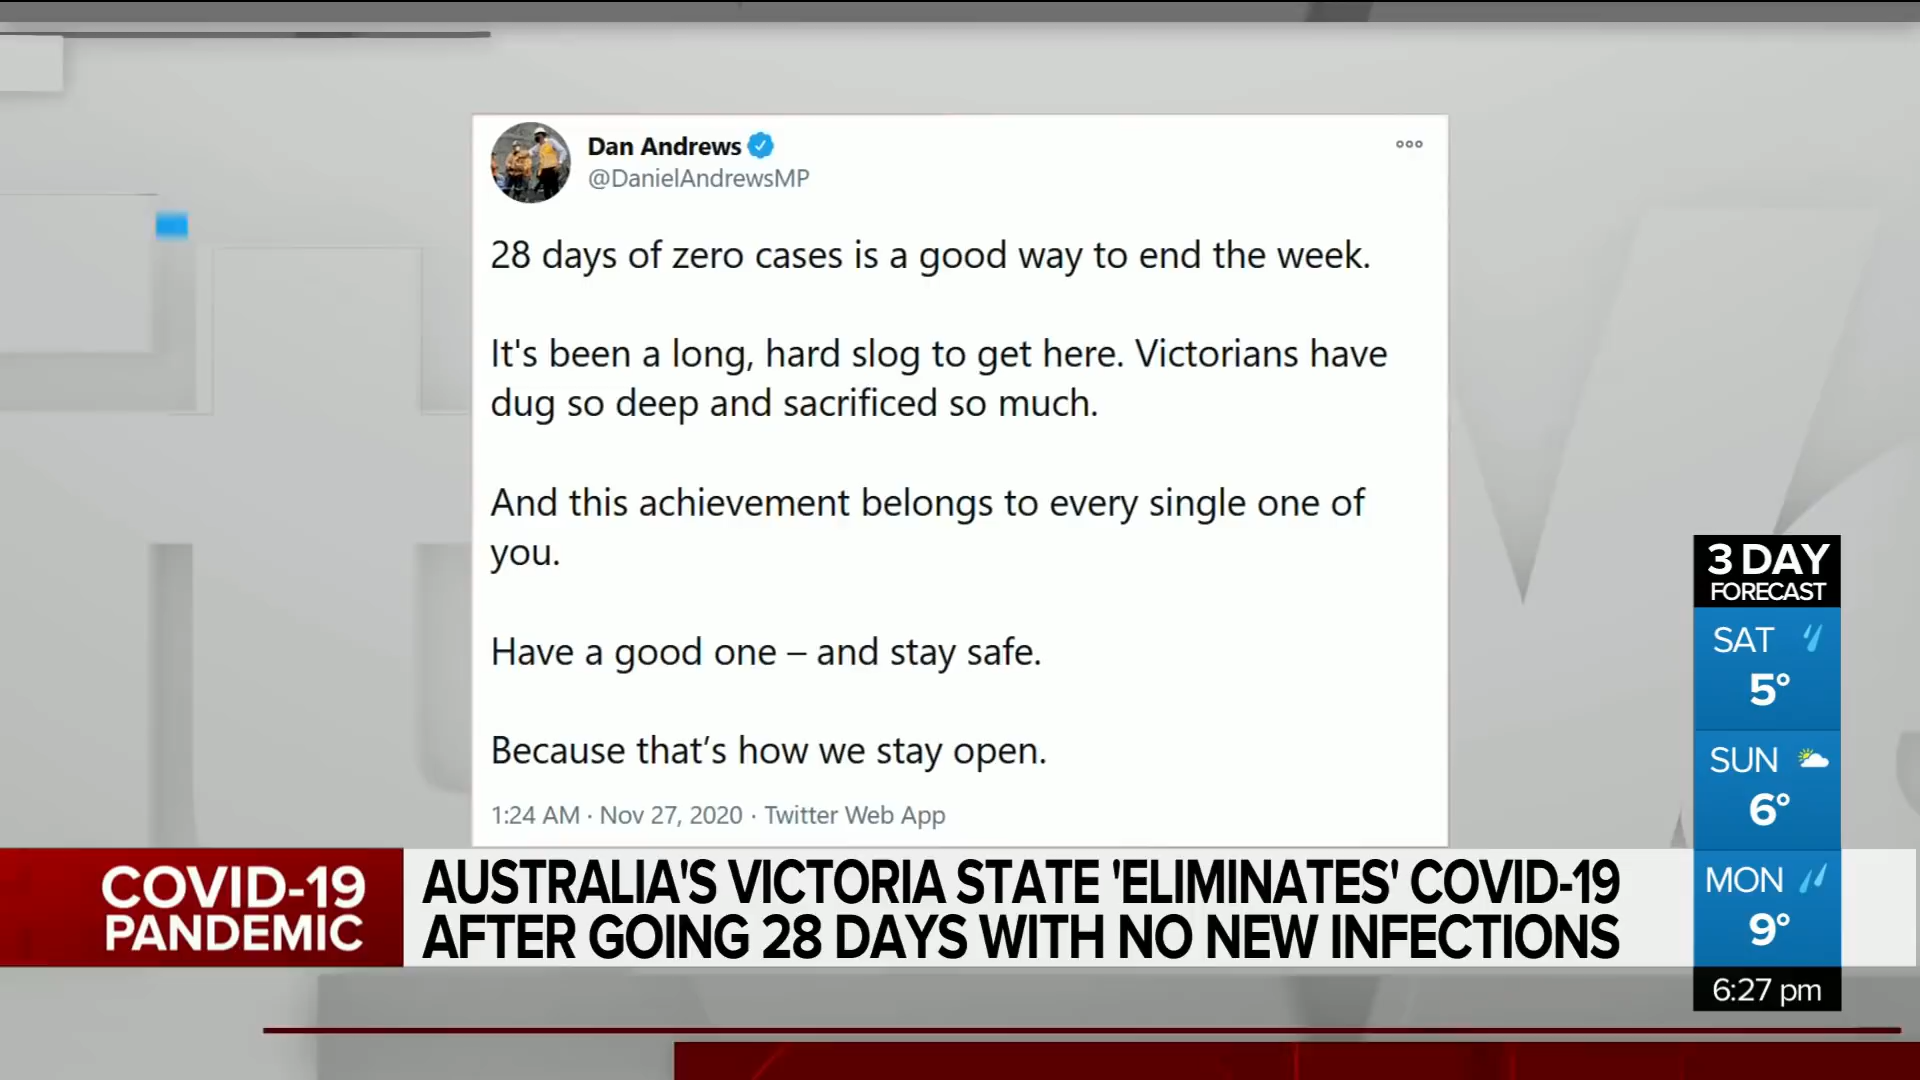 Dan Andrews
@DanielAndrewsMP
28 days of zero cases is a good way to end the week.
It's been a long, hard slog to get here. Victorians have
dug so deep and sacrificed so much.
And this achievement belongs to every single one of
you.
Have a good one – and stay safe.
Because that’s how we stay open.
1:24 AM · Nov 27, 2020 · Twitter Web App
COVID-19
PANDEMIC
AUSTRALIA'S VICTORIA STATE 'ELIMINATES' COVID-19
AFTER GOING 28 DAYS WITH NO NEW INFECTIONS
3 DAY
FORECAST
SAT
5°
SUN
6°
MON
9°
6:27 pm